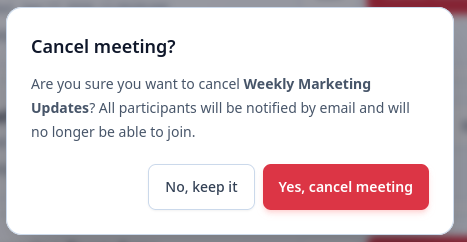 Cancel meeting?
Are you sure you want to cancel Weekly Marketing
Updates? All participants will be notified by email and will
no longer be able to join.
No, keep it
Yes, cancel meeting